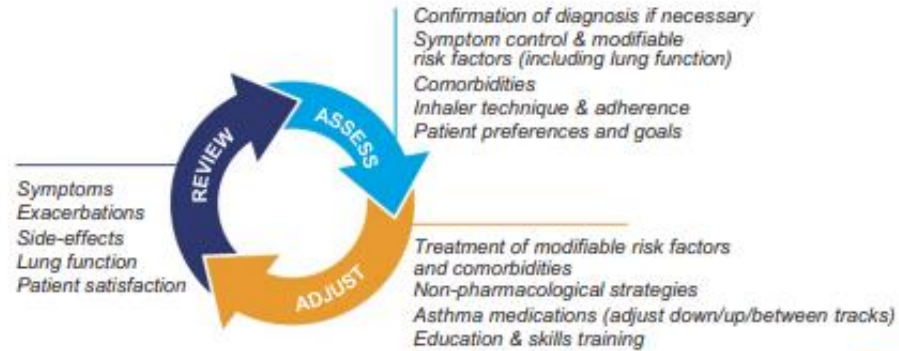 Confirmation of diagnosis if necessary
Symptom control & modifiable
risk factors (including lung function)
Comorbidities
Inhaler technique & adherence
Patient preferences and goals
ASSESS
REVIEW
Symptoms
Exacerbations
Side-effects
Lung function
Patient satisfaction
ADJUST
Treatment of modifiable risk factors
and comorbidities
Non-pharmacological strategies
Asthma medications (adjust down/up/between tracks)
Education & skills training